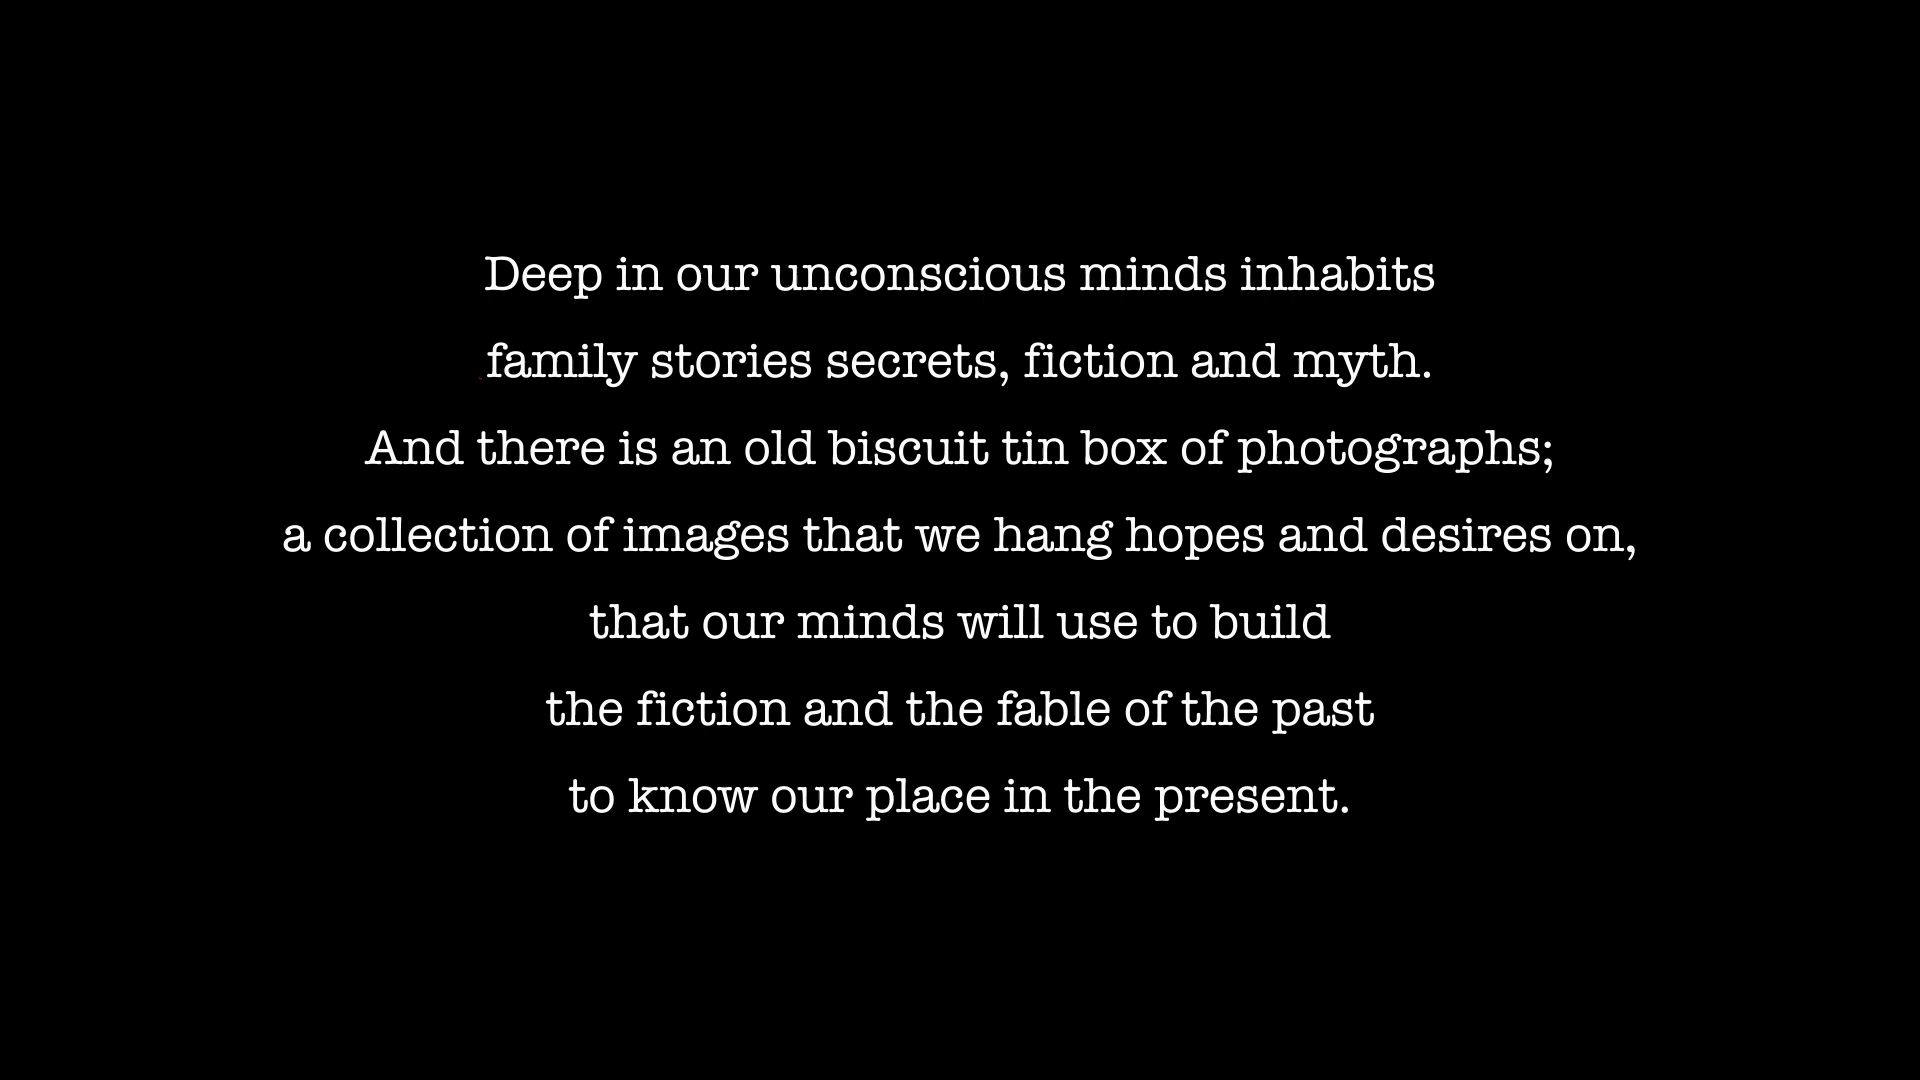 Deep in our unconscious minds inhabits
family stories secrets, fiction and myth.
And there is an old biscuit tin box of photographs;
a collection of images that we hang hopes and desires on,
that our minds will use to build
the fiction and the fable of the past
to know our place in the present.